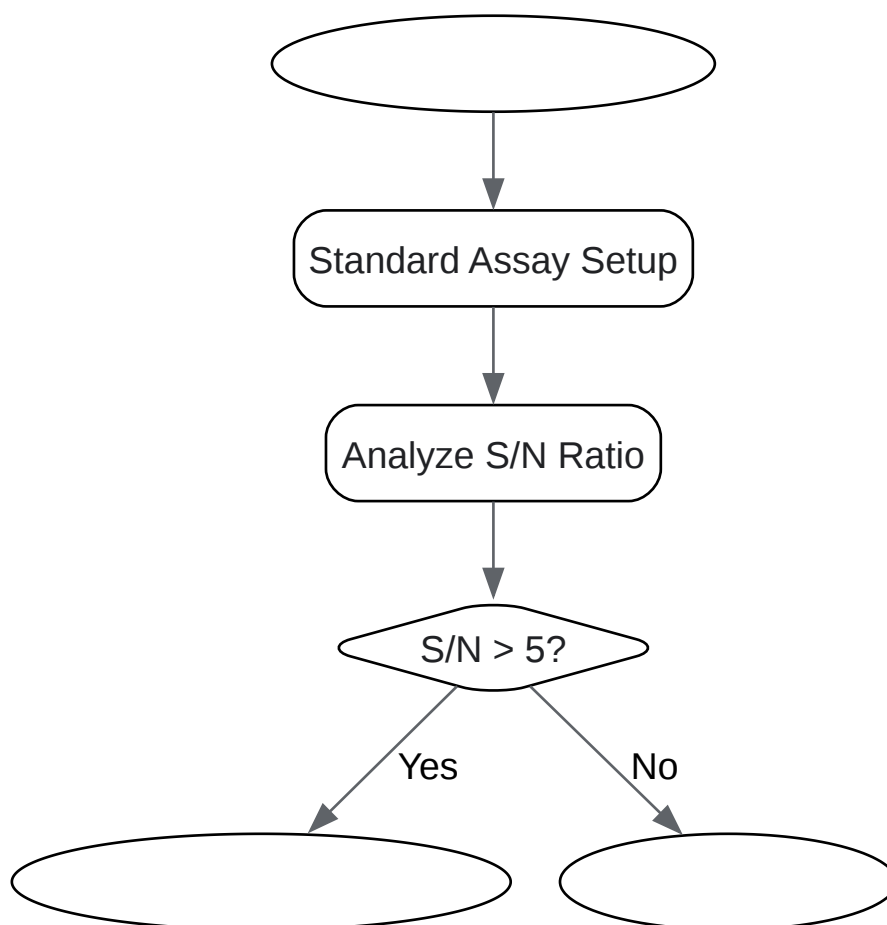 Standard Assay Setup
Analyze S/N Ratio
S/N > 5?
Yes
No